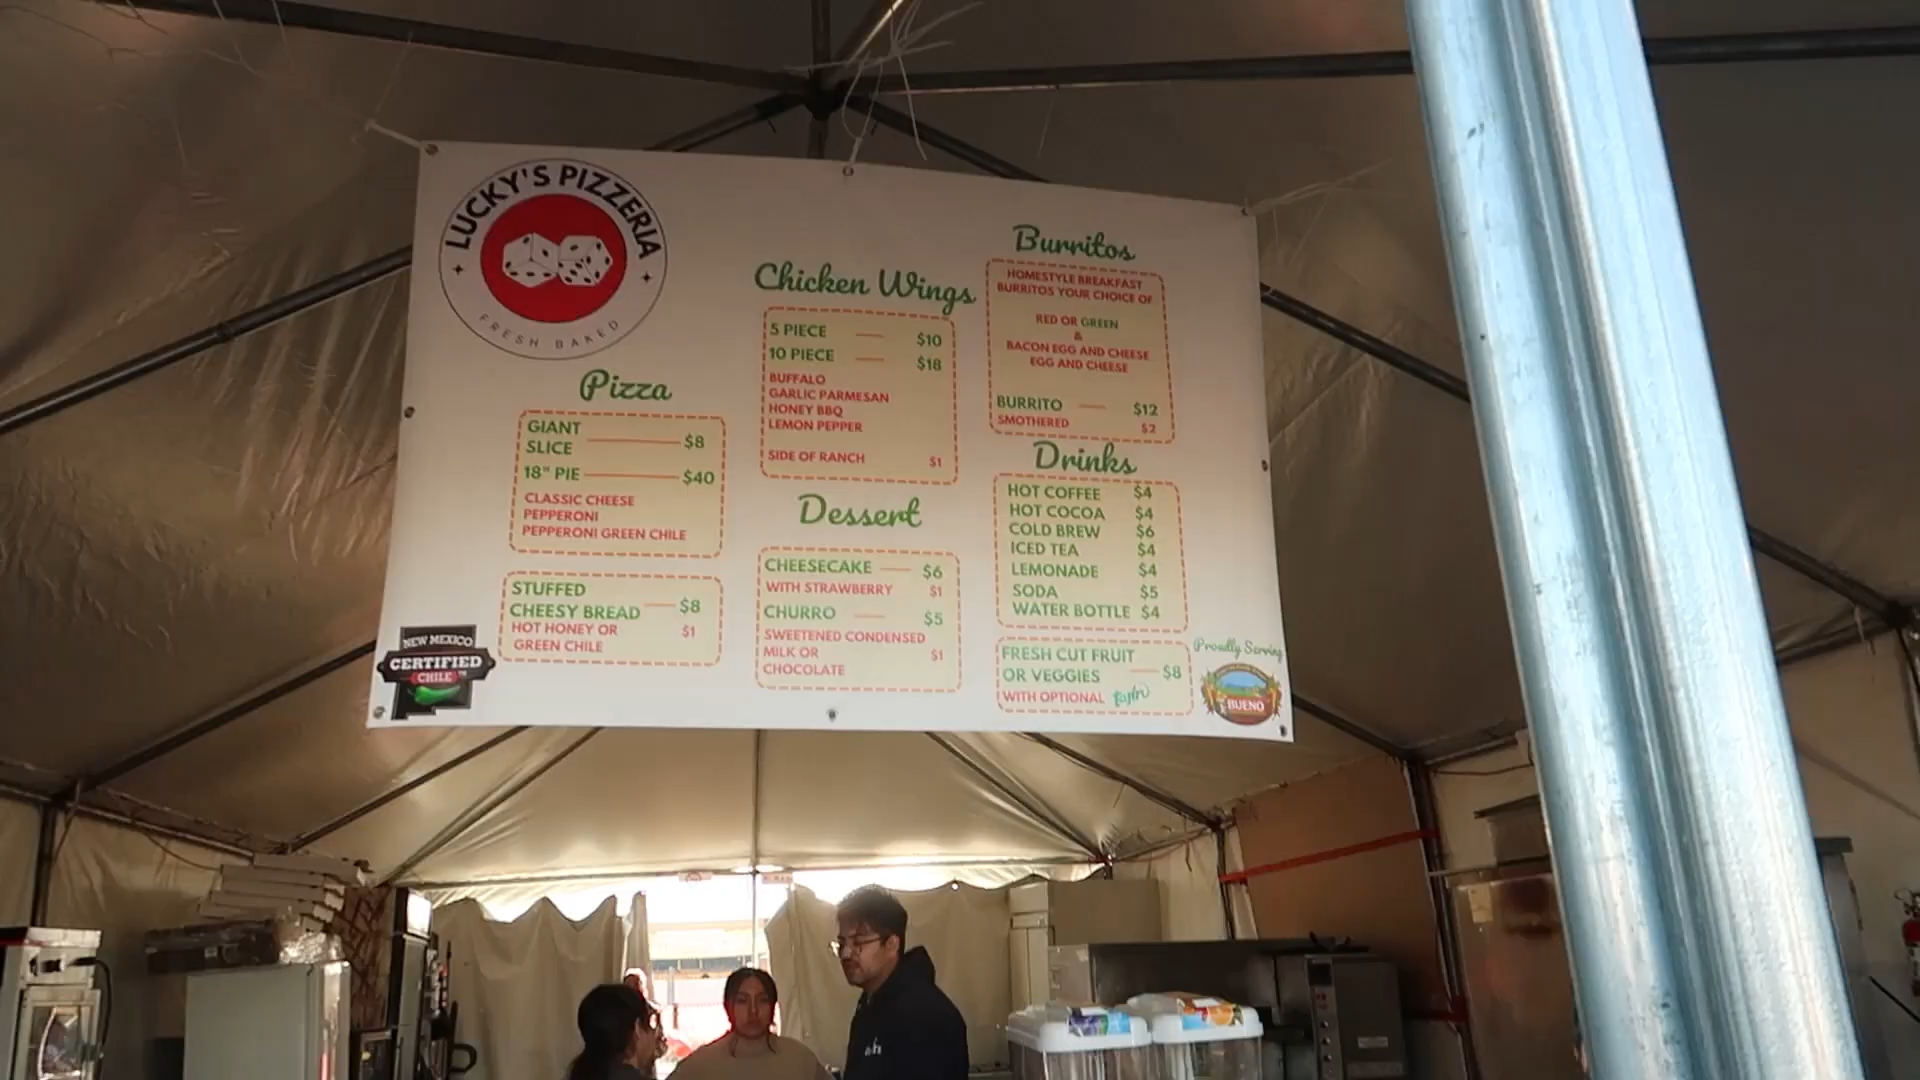 LUCKY'S PIZZERIA
FRESH BAKED
Pizza
GIANT
SLICE $8
18" PIE $40
CLASSIC CHEESE
PEPPERONI
PEPPERONI GREEN CHILE
STUFFED
CHEESY BREAD $8
HOT HONEY OR $1
GREEN CHILE
NEW MEXICO
CERTIFIED
CHILE
Chicken Wings
5 PIECE $10
10 PIECE $18
BUFFALO
GARLIC PARMESAN
HONEY BBQ
LEMON PEPPER
SIDE OF RANCH $1
Dessert
CHEESECAKE $6
WITH STRAWBERRY $1
CHURRO $5
SWEETENED CONDENSED
MILK OR $1
CHOCOLATE
Burritos
HOMESTYLE BREAKFAST
BURRITOS YOUR CHOICE OF
RED OR GREEN
&
BACON EGG AND CHEESE
EGG AND CHEESE
BURRITO $12
SMOTHERED $2
Drinks
HOT COFFEE $4
HOT COCOA $4
COLD BREW $6
ICED TEA $4
LEMONADE $4
SODA $5
WATER BOTTLE $4
FRESH CUT FRUIT
OR VEGGIES $8
WITH OPTIONAL Tajín
Proudly Serving
BUENO